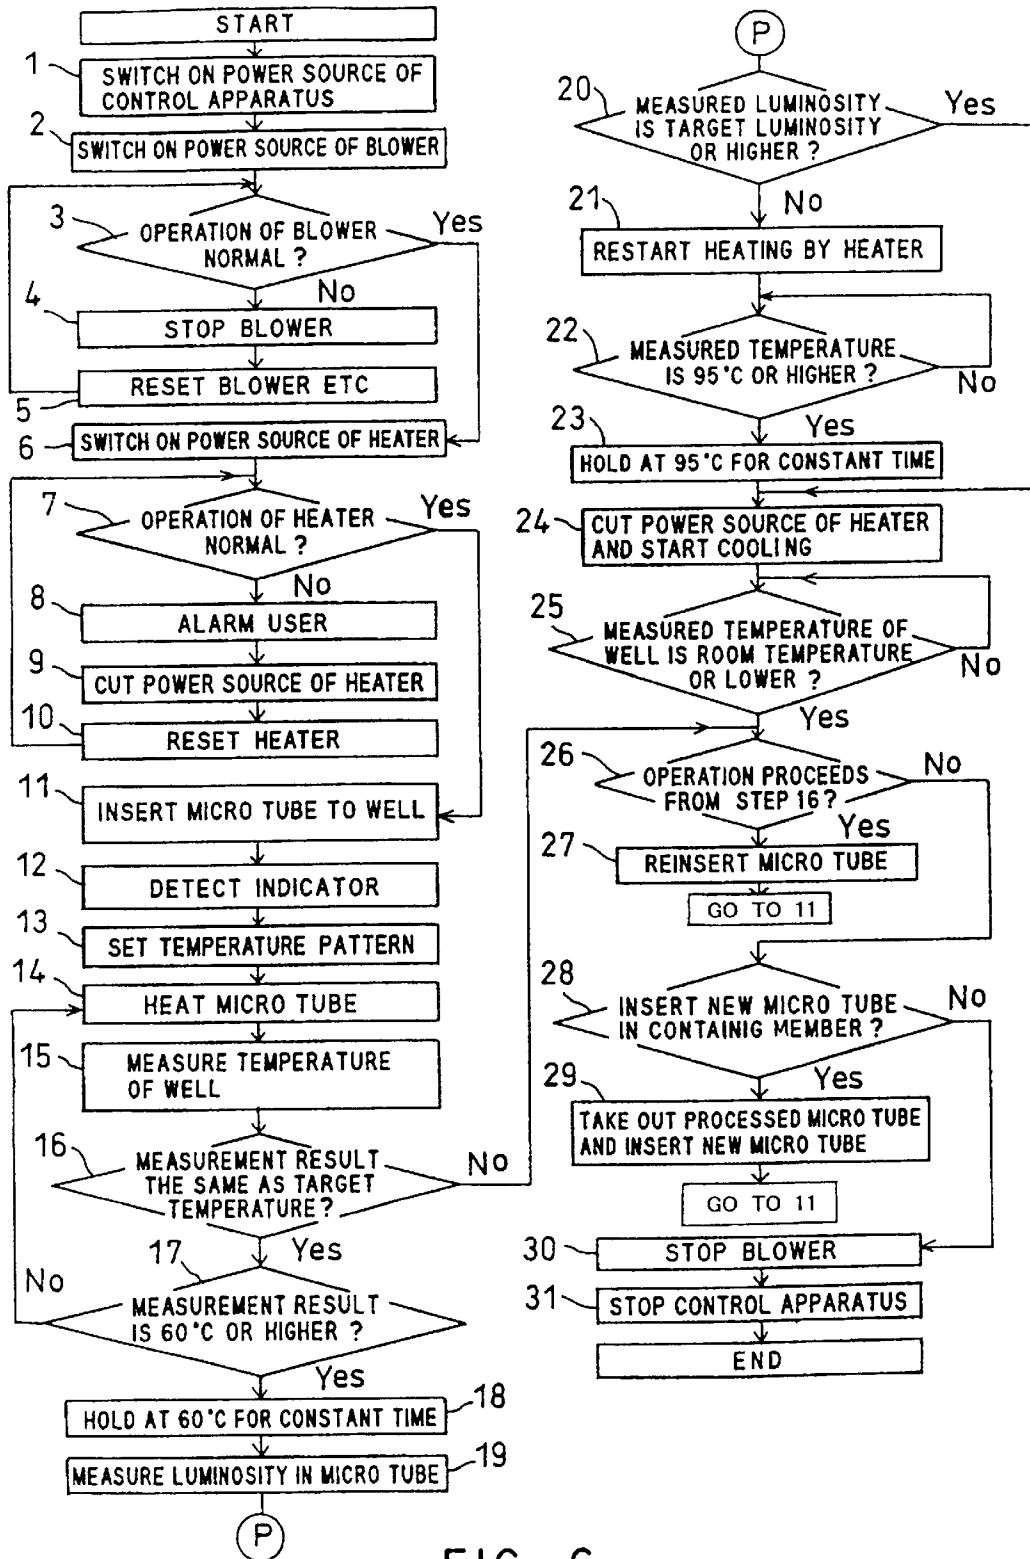 START
1
SWITCH ON POWER SOURCE OF
CONTROL APPARATUS
2
SWITCH ON POWER SOURCE OF BLOWER
3
OPERATION OF BLOWER
NORMAL ?
Yes
No
4
STOP BLOWER
5
RESET BLOWER ETC
6
SWITCH ON POWER SOURCE OF HEATER
7
OPERATION OF HEATER
NORMAL ?
Yes
No
8
ALARM USER
9
CUT POWER SOURCE OF HEATER
10
RESET HEATER
11
INSERT MICRO TUBE TO WELL
12
DETECT INDICATOR
13
SET TEMPERATURE PATTERN
14
HEAT MICRO TUBE
15
MEASURE TEMPERATURE
OF WELL
16
MEASUREMENT RESULT
THE SAME AS TARGET
TEMPERATURE?
No
Yes
17
No
MEASUREMENT RESULT
IS 60°C OR HIGHER ?
Yes
18
HOLD AT 60°C FOR CONSTANT TIME
19
MEASURE LUMINOSITY IN MICRO TUBE
P
P
20
MEASURED LUMINOSITY
IS TARGET LUMINOSITY
OR HIGHER ?
Yes
No
21
RESTART HEATING BY HEATER
22
MEASURED TEMPERATURE
IS 95°C OR HIGHER ?
No
Yes
23
HOLD AT 95°C FOR CONSTANT TIME
24
CUT POWER SOURCE OF HEATER
AND START COOLING
25
MEASURED TEMPERATURE OF
WELL IS ROOM TEMPERATURE
OR LOWER ?
No
Yes
26
OPERATION PROCEEDS
FROM STEP 16?
No
Yes
27
REINSERT MICRO TUBE
GO TO 11
28
INSERT NEW MICRO TUBE
IN CONTAINIG MEMBER ?
No
Yes
29
TAKE OUT PROCESSED MICRO TUBE
AND INSERT NEW MICRO TUBE
GO TO 11
30
STOP BLOWER
31
STOP CONTROL APPARATUS
END